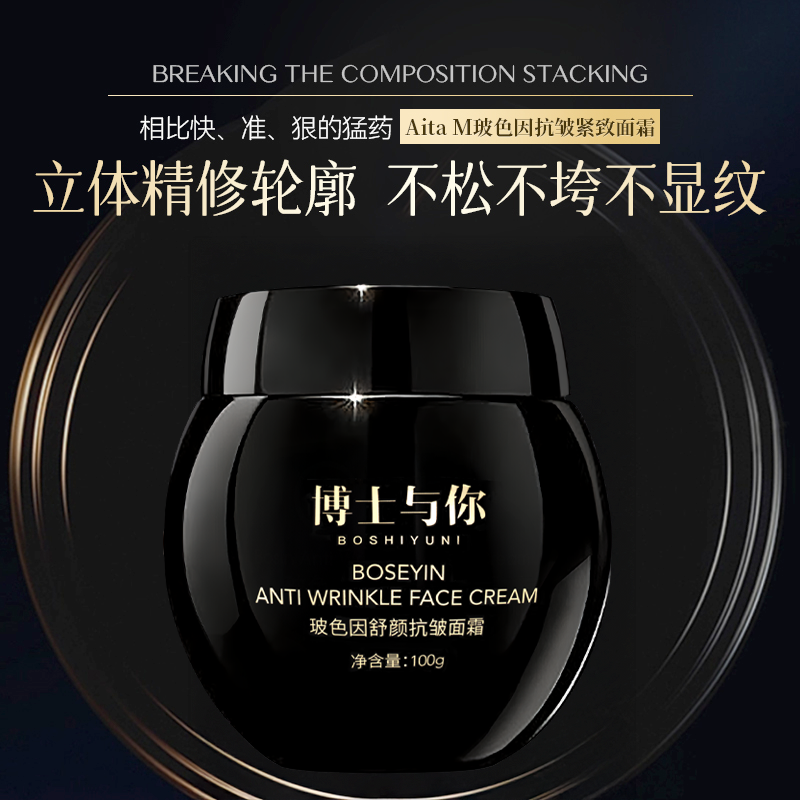 BREAKING THE COMPOSITION STACKING
相比快、准、狠的猛药 Aita M玻色因抗皱紧致面霜
立体精修轮廓 不松不垮不显纹
博士与你
BOSHIYUNI
BOSEYIN
ANTI WRINKLE FACE CREAM
玻色因舒颜抗皱面霜
净含量:100g